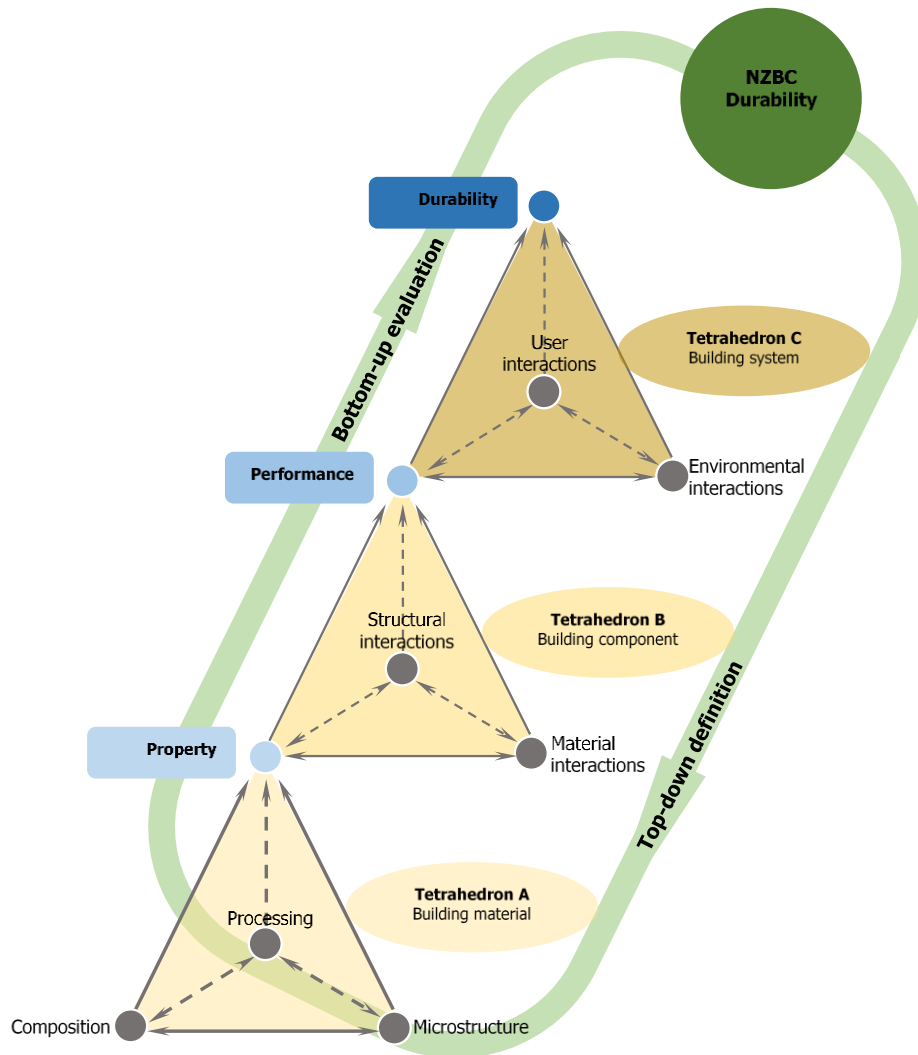 NZBC
Durability
Durability
Bottom-up evaluation
User
interactions
Tetrahedron C
Building system
Performance
Environmental
interactions
Structural
interactions
Tetrahedron B
Building component
Top-down definition
Property
Material
interactions
Tetrahedron A
Building material
Processing
Composition
Microstructure